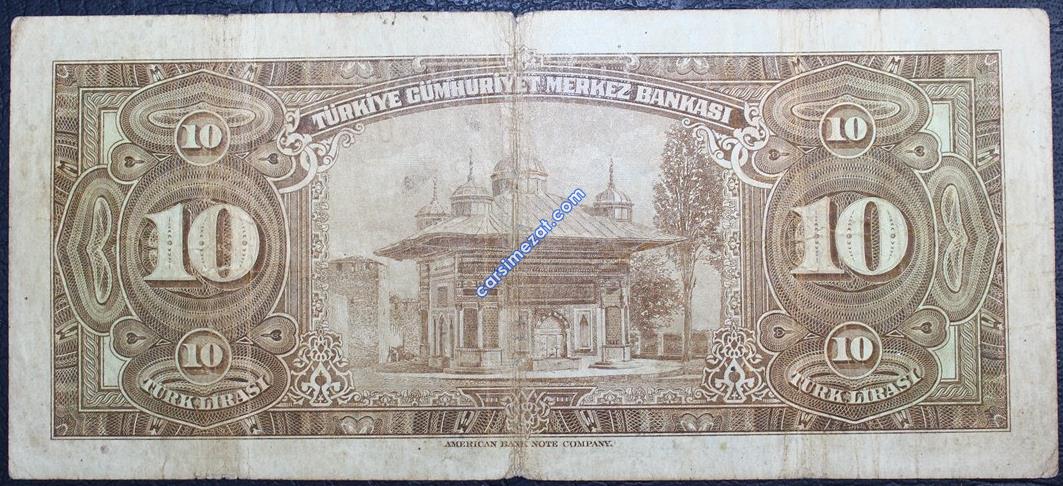 TÜRKİYE CUMHURİYET MERKEZ BANKASI
10
10
10
10
carsimezat.com
10
10
TÜRK LİRASI
TÜRK LİRASI
AMERICAN BANK NOTE COMPANY.